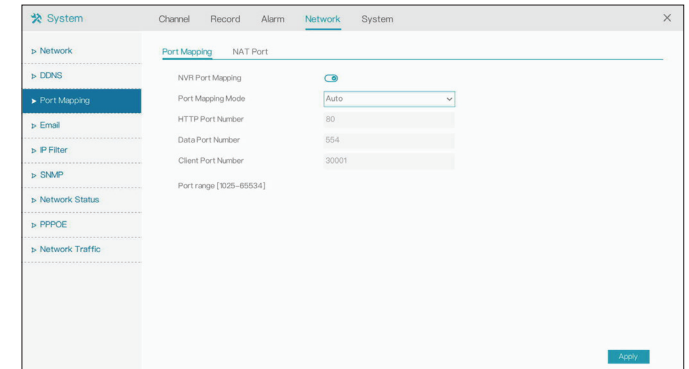 System
Channel Record Alarm Network System
Network
DDNS
Port Mapping
Email
IP Filter
SNMP
Network Status
PPPOE
Network Traffic
Port Mapping NAT Port
NVR Port Mapping
Port Mapping Mode Auto
HTTP Port Number 80
Data Port Number 554
Client Port Number 30001
Port range [1025-65534]
Apply